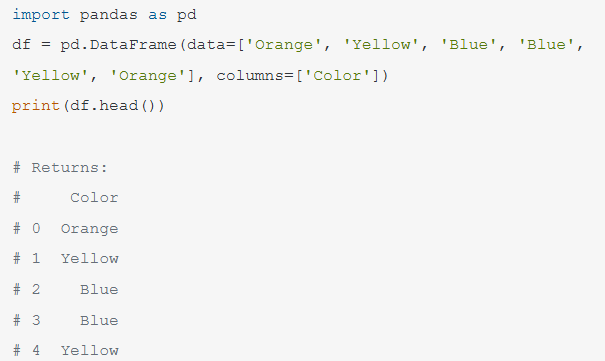 import pandas as pd
df = pd.DataFrame(data=['Orange', 'Yellow', 'Blue', 'Blue',
'Yellow', 'Orange'], columns=['Color'])
print(df.head())
# Returns:
#     Color
# 0  Orange
# 1  Yellow
# 2    Blue
# 3    Blue
# 4  Yellow